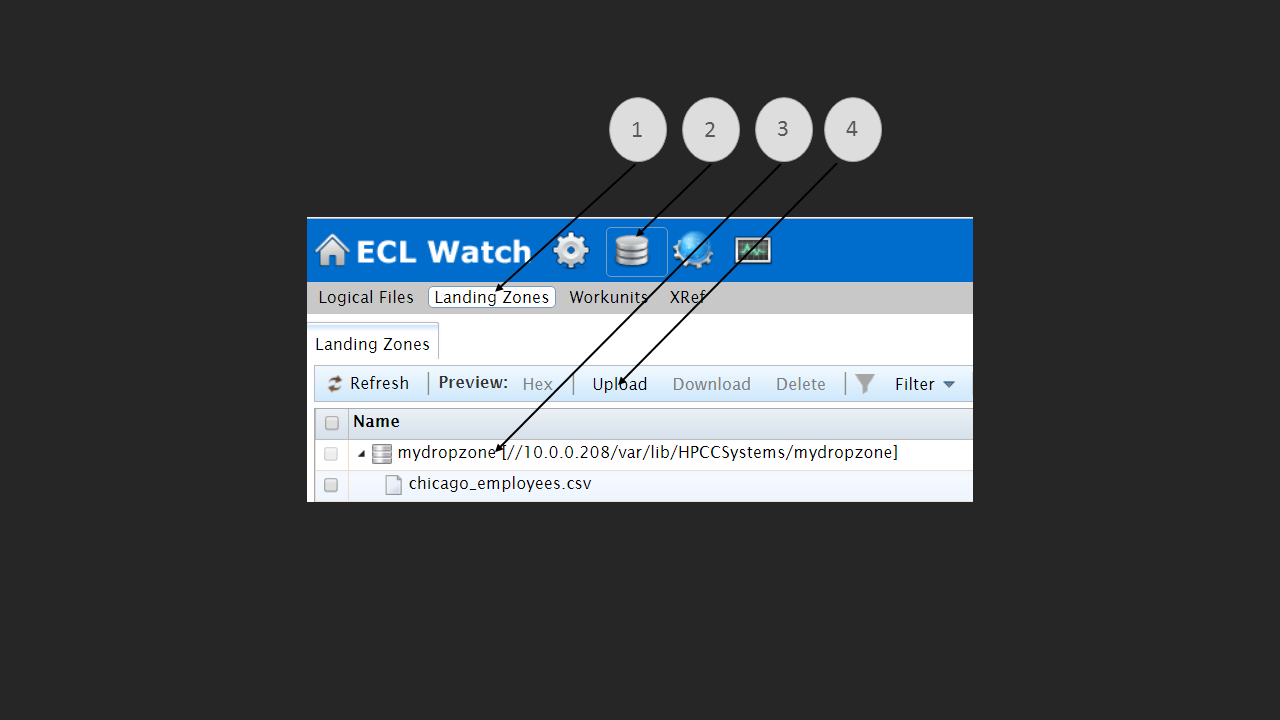 1 2 3 4
ECL Watch
Logical Files Landing Zones Workunits XRef
Landing Zones
Refresh Preview: Hex Upload Download Delete Filter
Name
mydropzone [//10.0.0.208/var/lib/HPCCSystems/mydropzone]
chicago_employees.csv